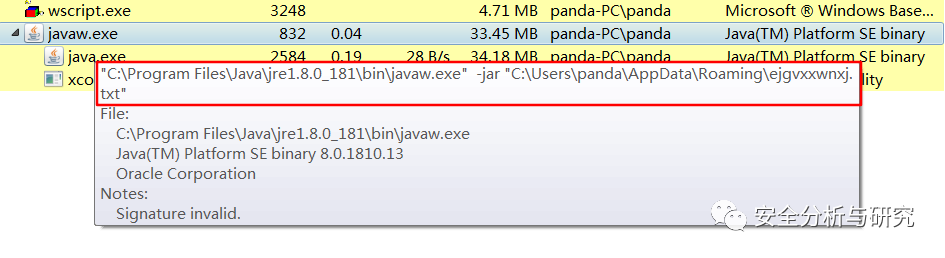 wscript.exe 3248 4.71 MB panda-PC\panda Microsoft ® Windows Base...
javaw.exe 832 0.04 33.45 MB panda-PC\panda Java(TM) Platform SE binary
java.exe 2584 0.19 28 B/s 34.18 MB panda-PC\panda Java(TM) Platform SE binary
xco
"C:\Program Files\Java\jre1.8.0_181\bin\javaw.exe" -jar "C:\Users\panda\AppData\Roaming\ejgvxxwnxj.
txt"
lity
File:
C:\Program Files\Java\jre1.8.0_181\bin\javaw.exe
Java(TM) Platform SE binary 8.0.1810.13
Oracle Corporation
Notes:
Signature invalid.
安全分析与研究